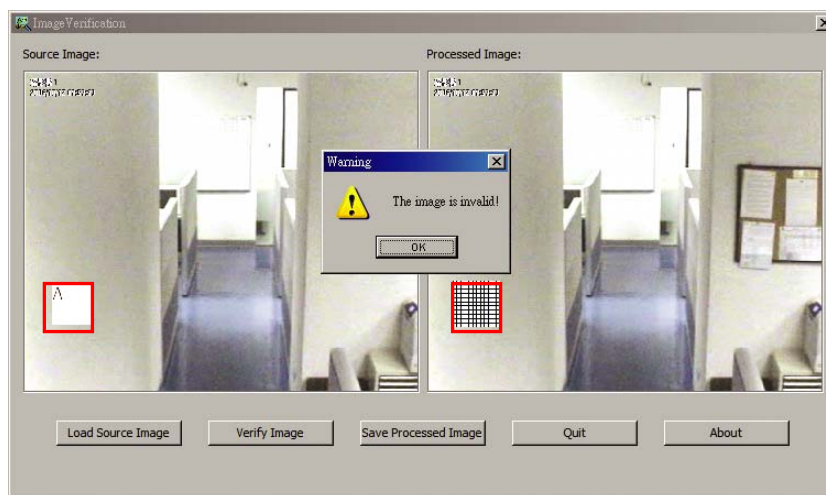 ImageVerification
Source Image:
Processed Image:
Warning
The image is invalid!
OK
Load Source Image
Verify Image
Save Processed Image
Quit
About